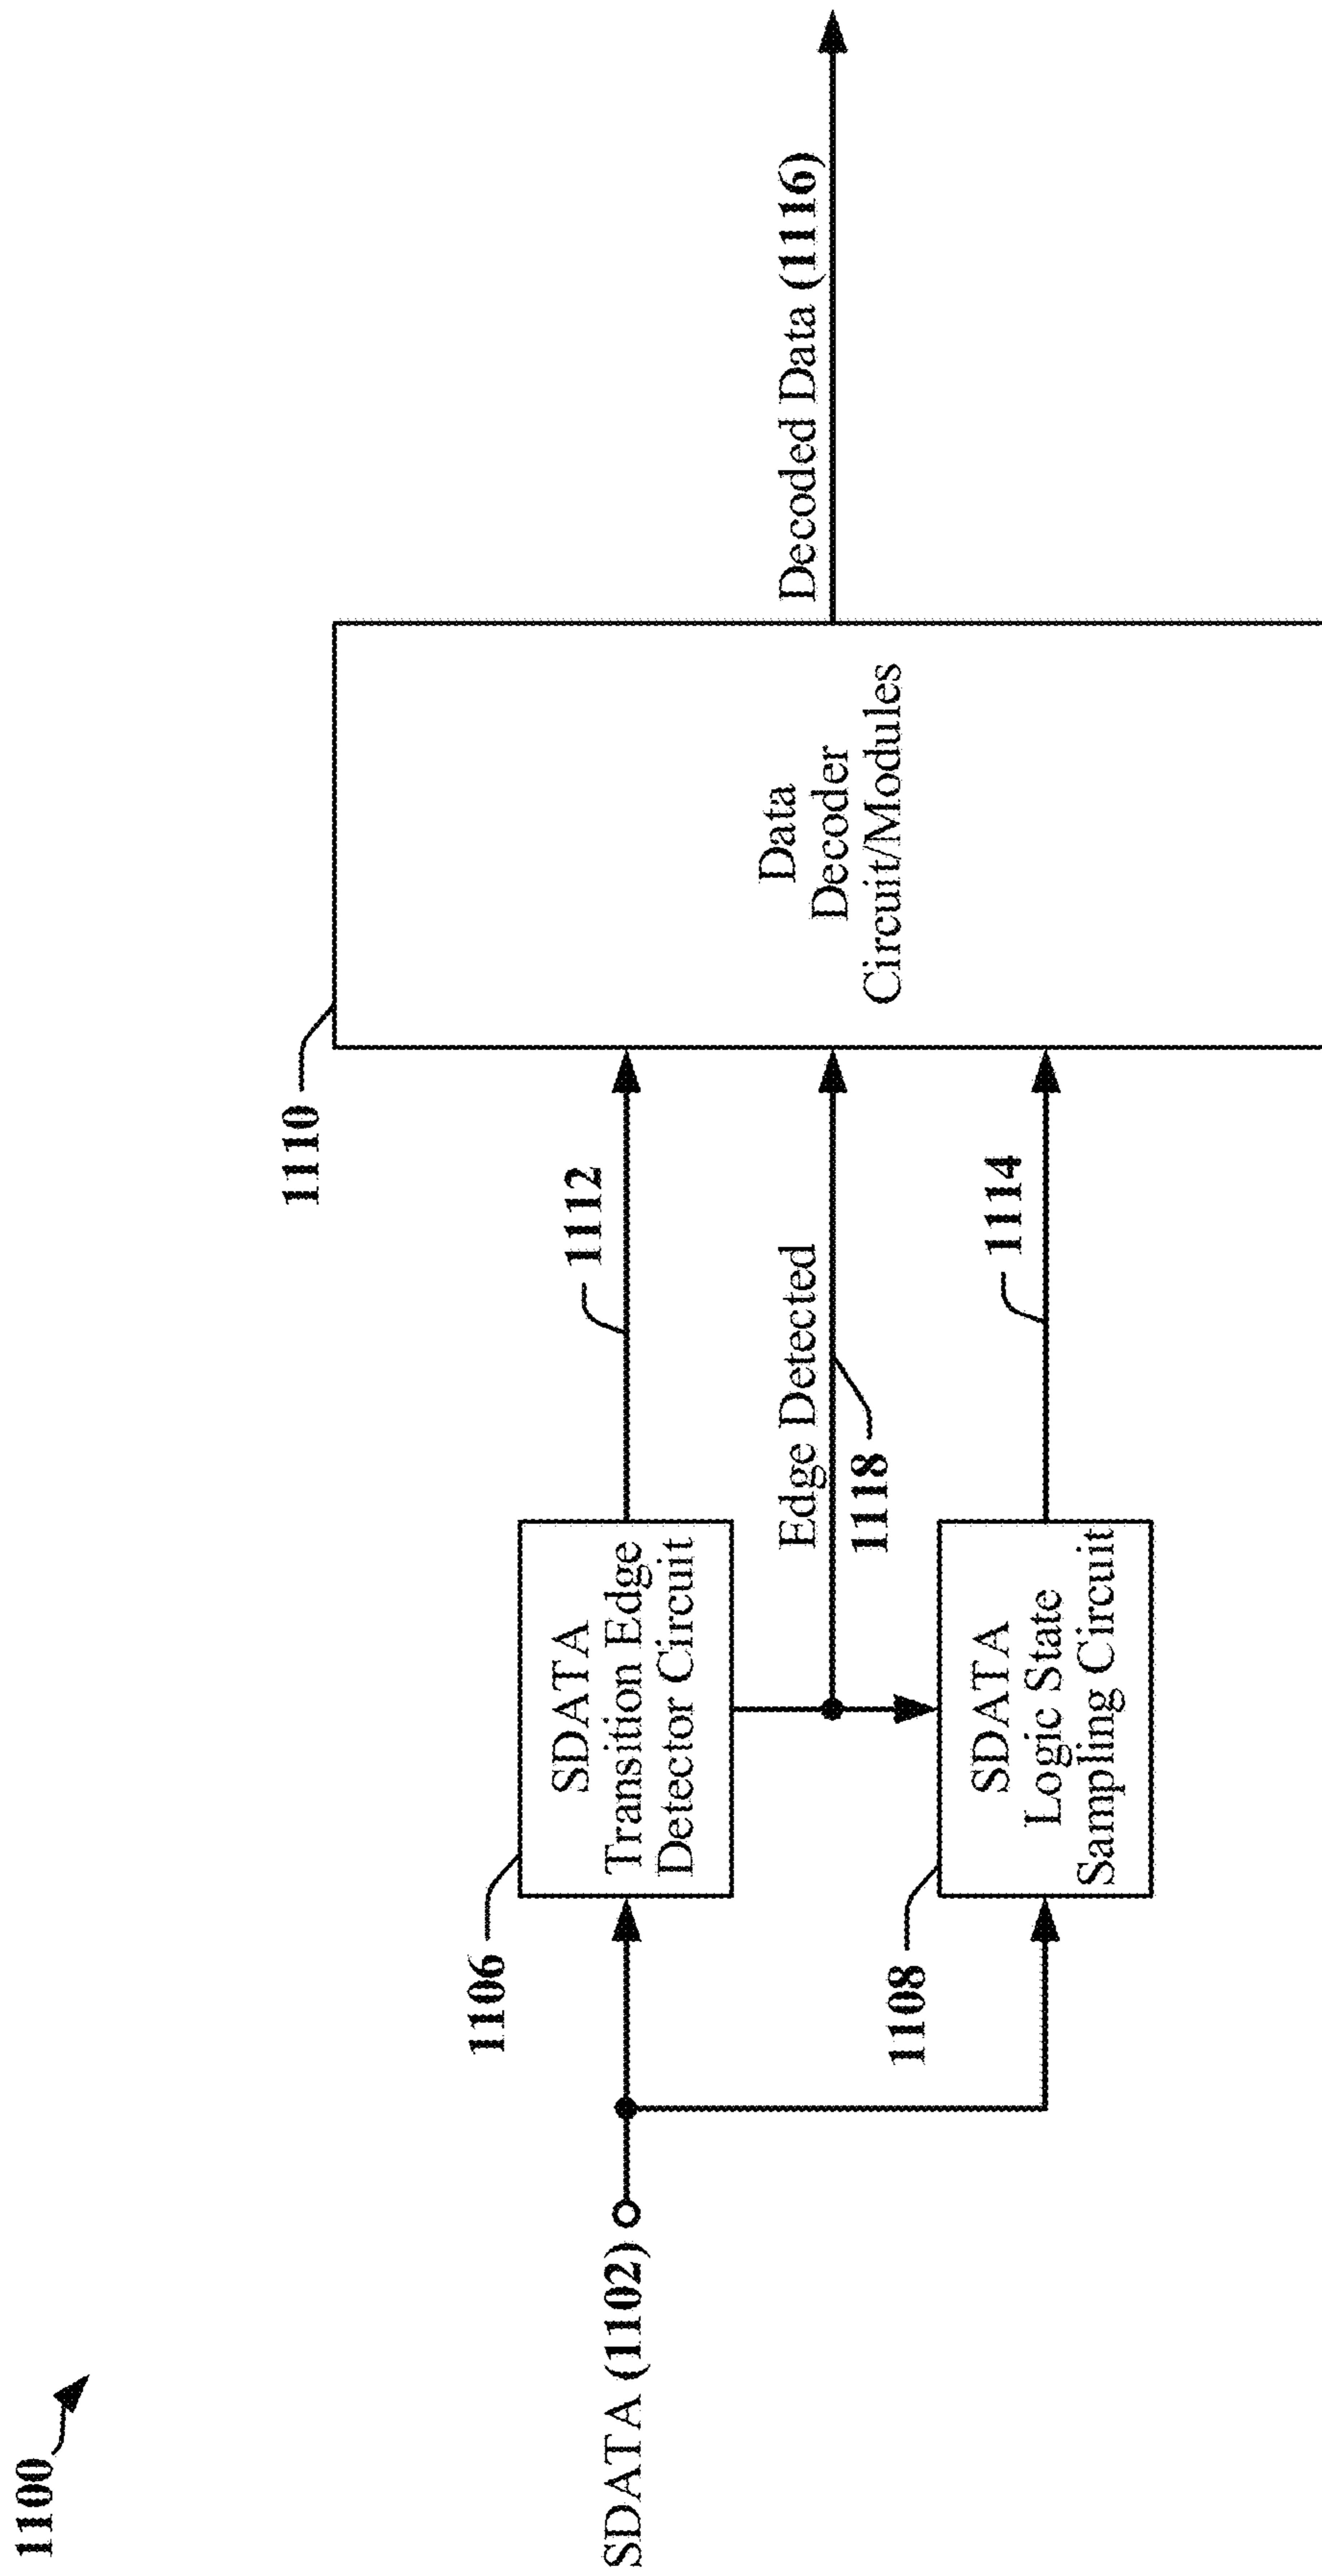 1100
SDATA (1102)
1106
SDATA
Transition Edge
Detector Circuit
1112
1110
Edge Detected
1118
1108
SDATA
Logic State
Sampling Circuit
1114
Data
Decoder
Circuit/Modules
Decoded Data (1116)